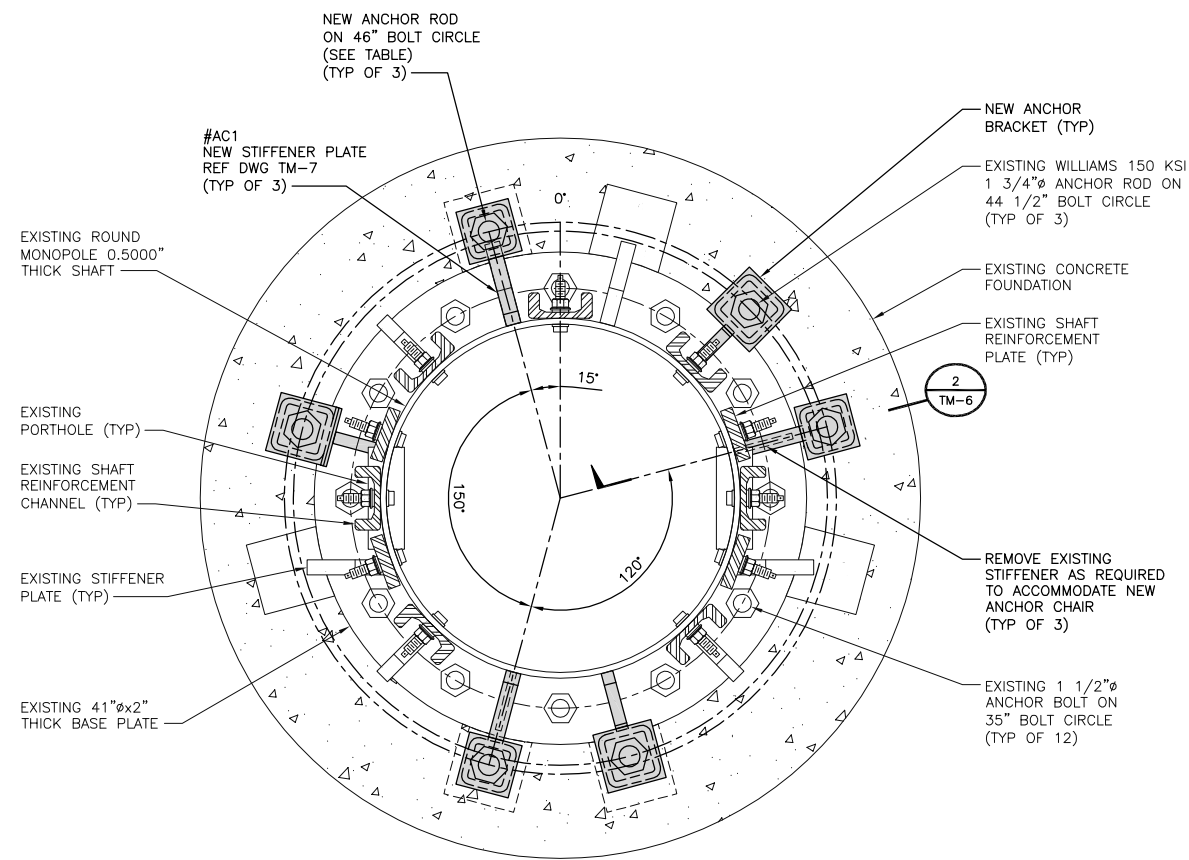 NEW ANCHOR ROD
ON 46" BOLT CIRCLE
(SEE TABLE)
(TYP OF 3)
#AC1
NEW STIFFENER PLATE
REF DWG TM-7
(TYP OF 3)
EXISTING ROUND
MONOPOLE 0.5000"
THICK SHAFT
EXISTING
PORTHOLE (TYP)
EXISTING SHAFT
REINFORCEMENT
CHANNEL (TYP)
EXISTING STIFFENER
PLATE (TYP)
EXISTING 41"øx2"
THICK BASE PLATE
0°
15°
150°
120°
NEW ANCHOR
BRACKET (TYP)
EXISTING WILLIAMS 150 KSI
1 3/4"ø ANCHOR ROD ON
44 1/2" BOLT CIRCLE
(TYP OF 3)
EXISTING CONCRETE
FOUNDATION
EXISTING SHAFT
REINFORCEMENT
PLATE (TYP)
2
TM-6
REMOVE EXISTING
STIFFENER AS REQUIRED
TO ACCOMMODATE NEW
ANCHOR CHAIR
(TYP OF 3)
EXISTING 1 1/2"ø
ANCHOR BOLT ON
35" BOLT CIRCLE
(TYP OF 12)